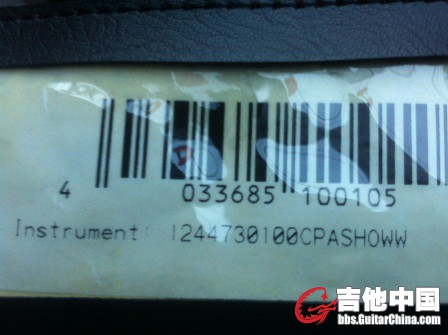 4 033685 100105
Instrument: 1244730100CPASHOWW
吉他中国
bbs.GuitarChina.com